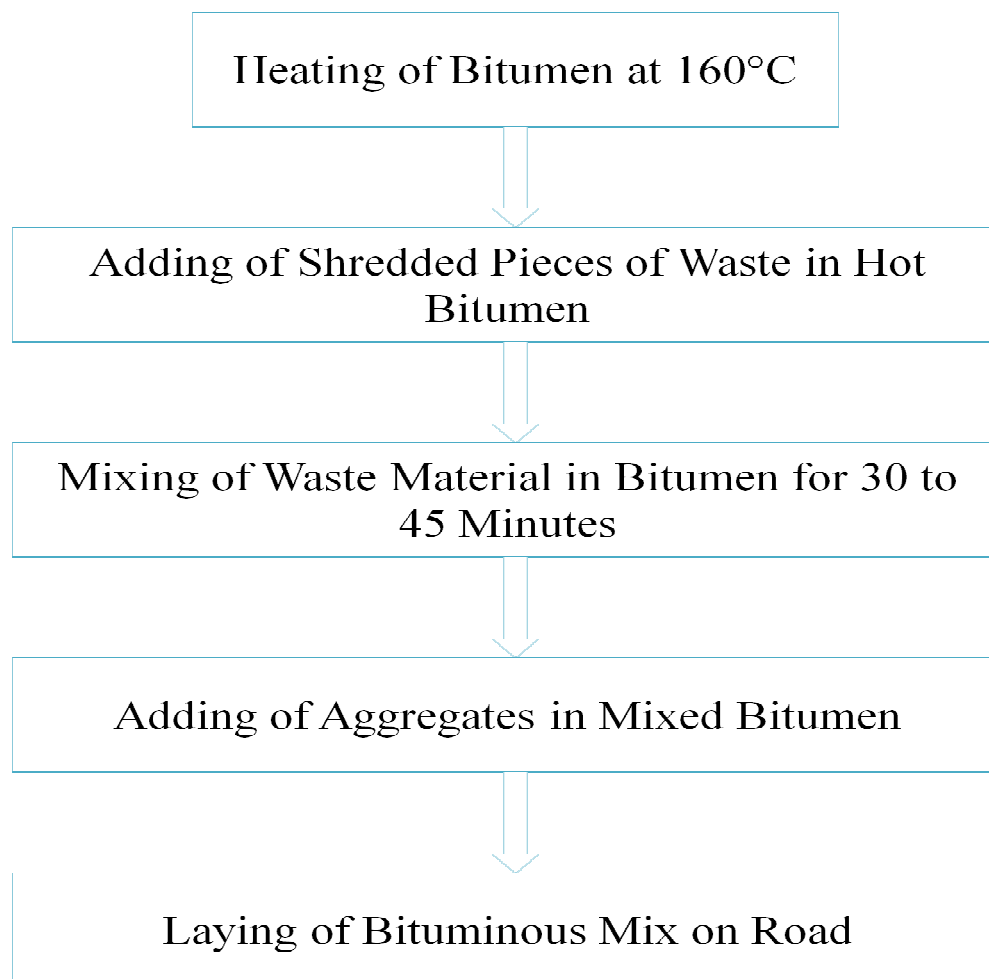 Heating of Bitumen at 160°C
Adding of Shredded Pieces of Waste in Hot
Bitumen
Mixing of Waste Material in Bitumen for 30 to
45 Minutes
Adding of Aggregates in Mixed Bitumen
Laying of Bituminous Mix on Road